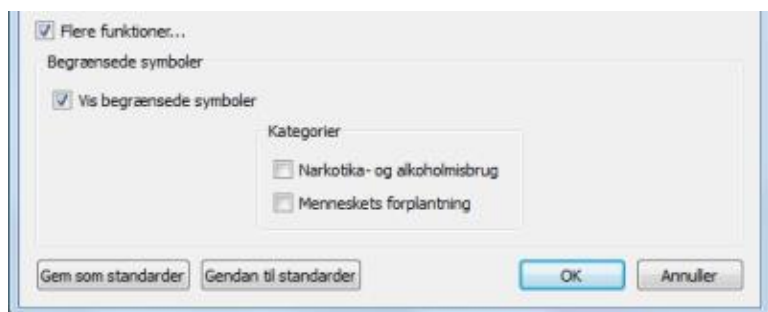 Flere funktioner...
Begrænsede symboler
Vis begrænsede symboler
Kategorier
Narkotika- og alkoholmisbrug
Menneskets forplantning
Gem som standarder Gendan til standarder OK Annuller